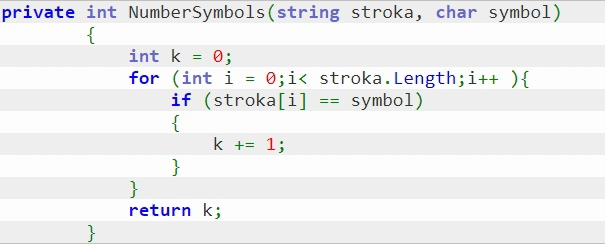 private int NumberSymbols(string stroka, char symbol)
{
int k = 0;
for (int i = 0;i< stroka.Length;i++ ){
if (stroka[i] == symbol)
{
k += 1;
}
}
return k;
}